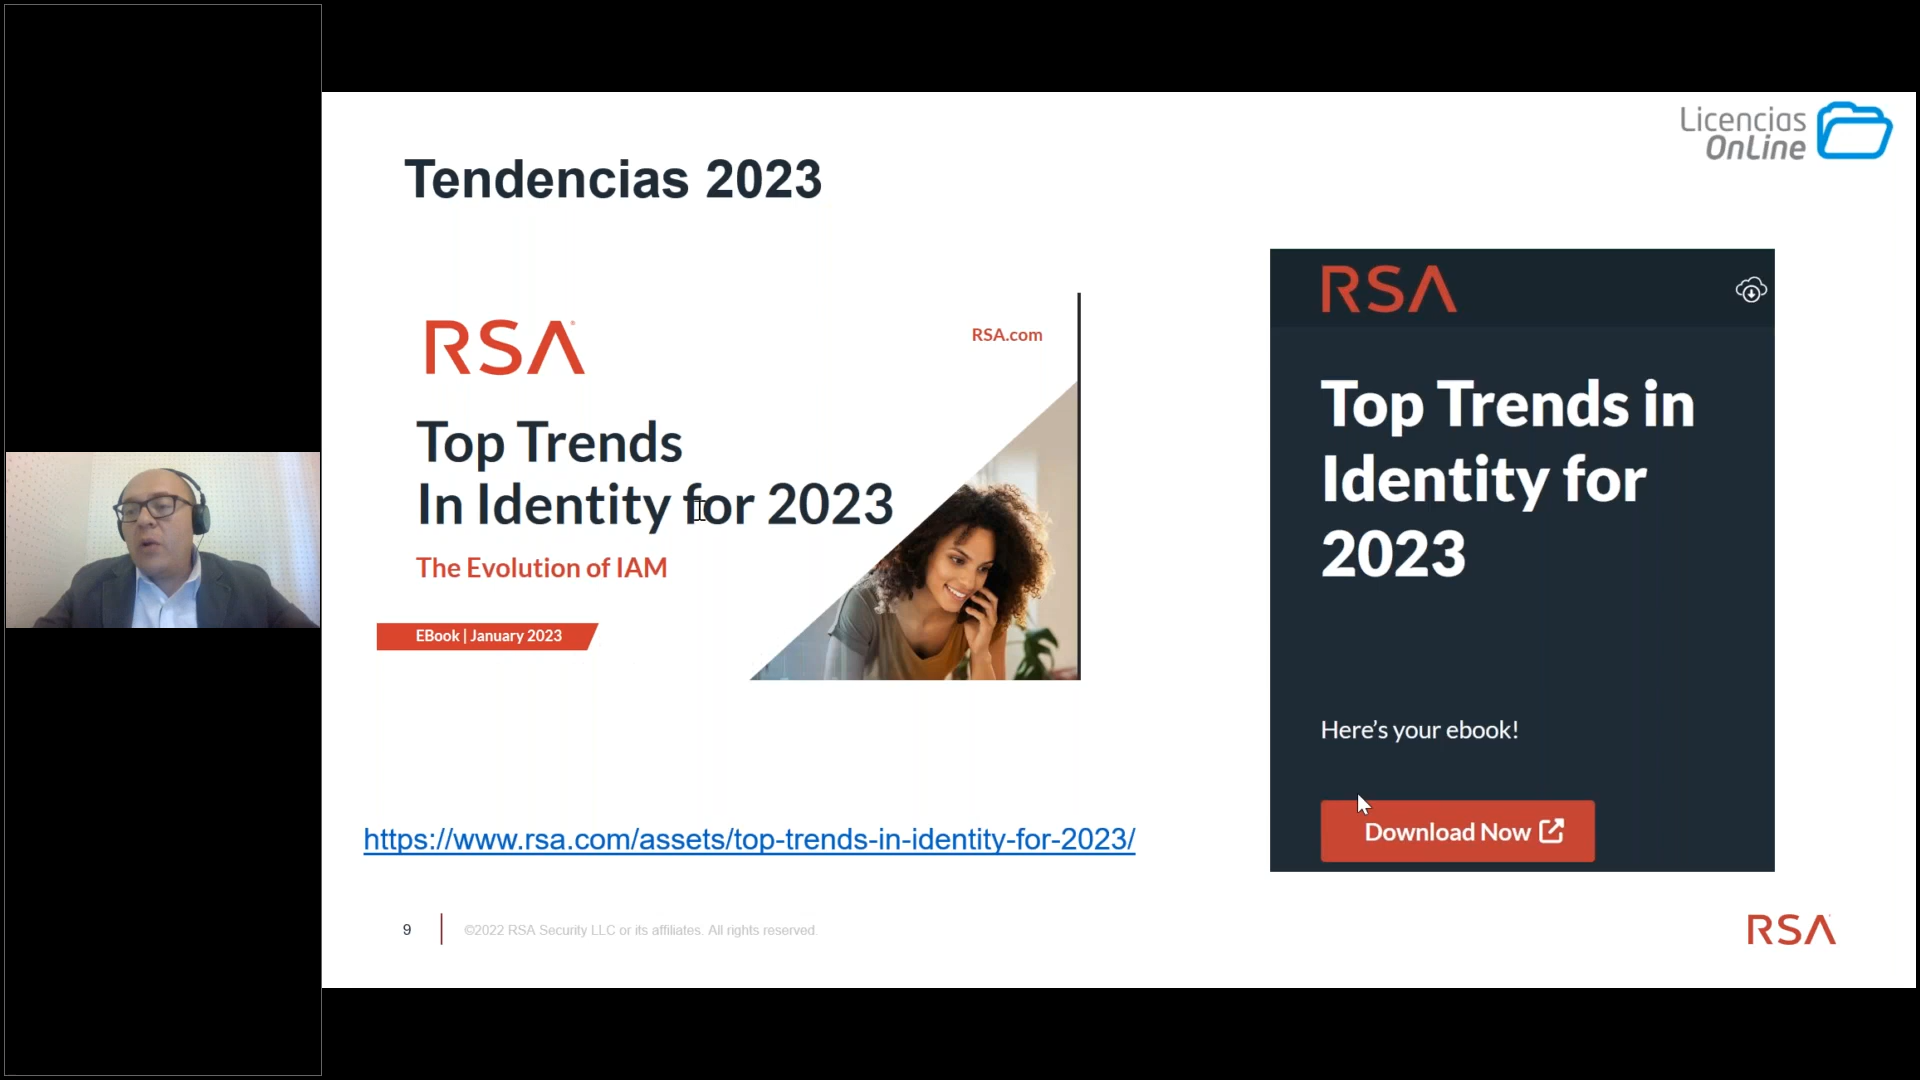 Licencias
OnLine
Tendencias 2023
RSA
RSA.com
Top Trends
In Identity for 2023
The Evolution of IAM
EBook | January 2023
https://www.rsa.com/assets/top-trends-in-identity-for-2023/
RSA
Top Trends in
Identity for
2023
Here's your ebook!
Download Now
9
©2022 RSA Security LLC or its affiliates. All rights reserved.
RSA